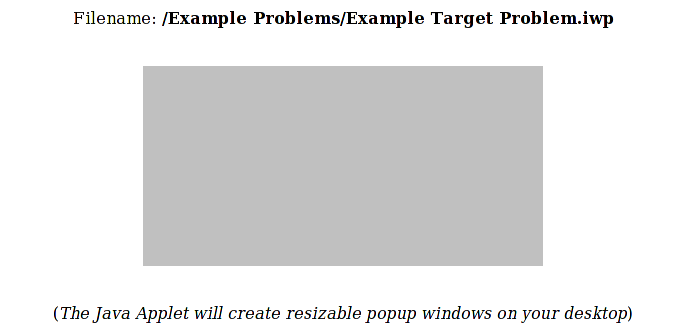 Filename: /Example Problems/Example Target Problem.iwp
(The Java Applet will create resizable popup windows on your desktop)